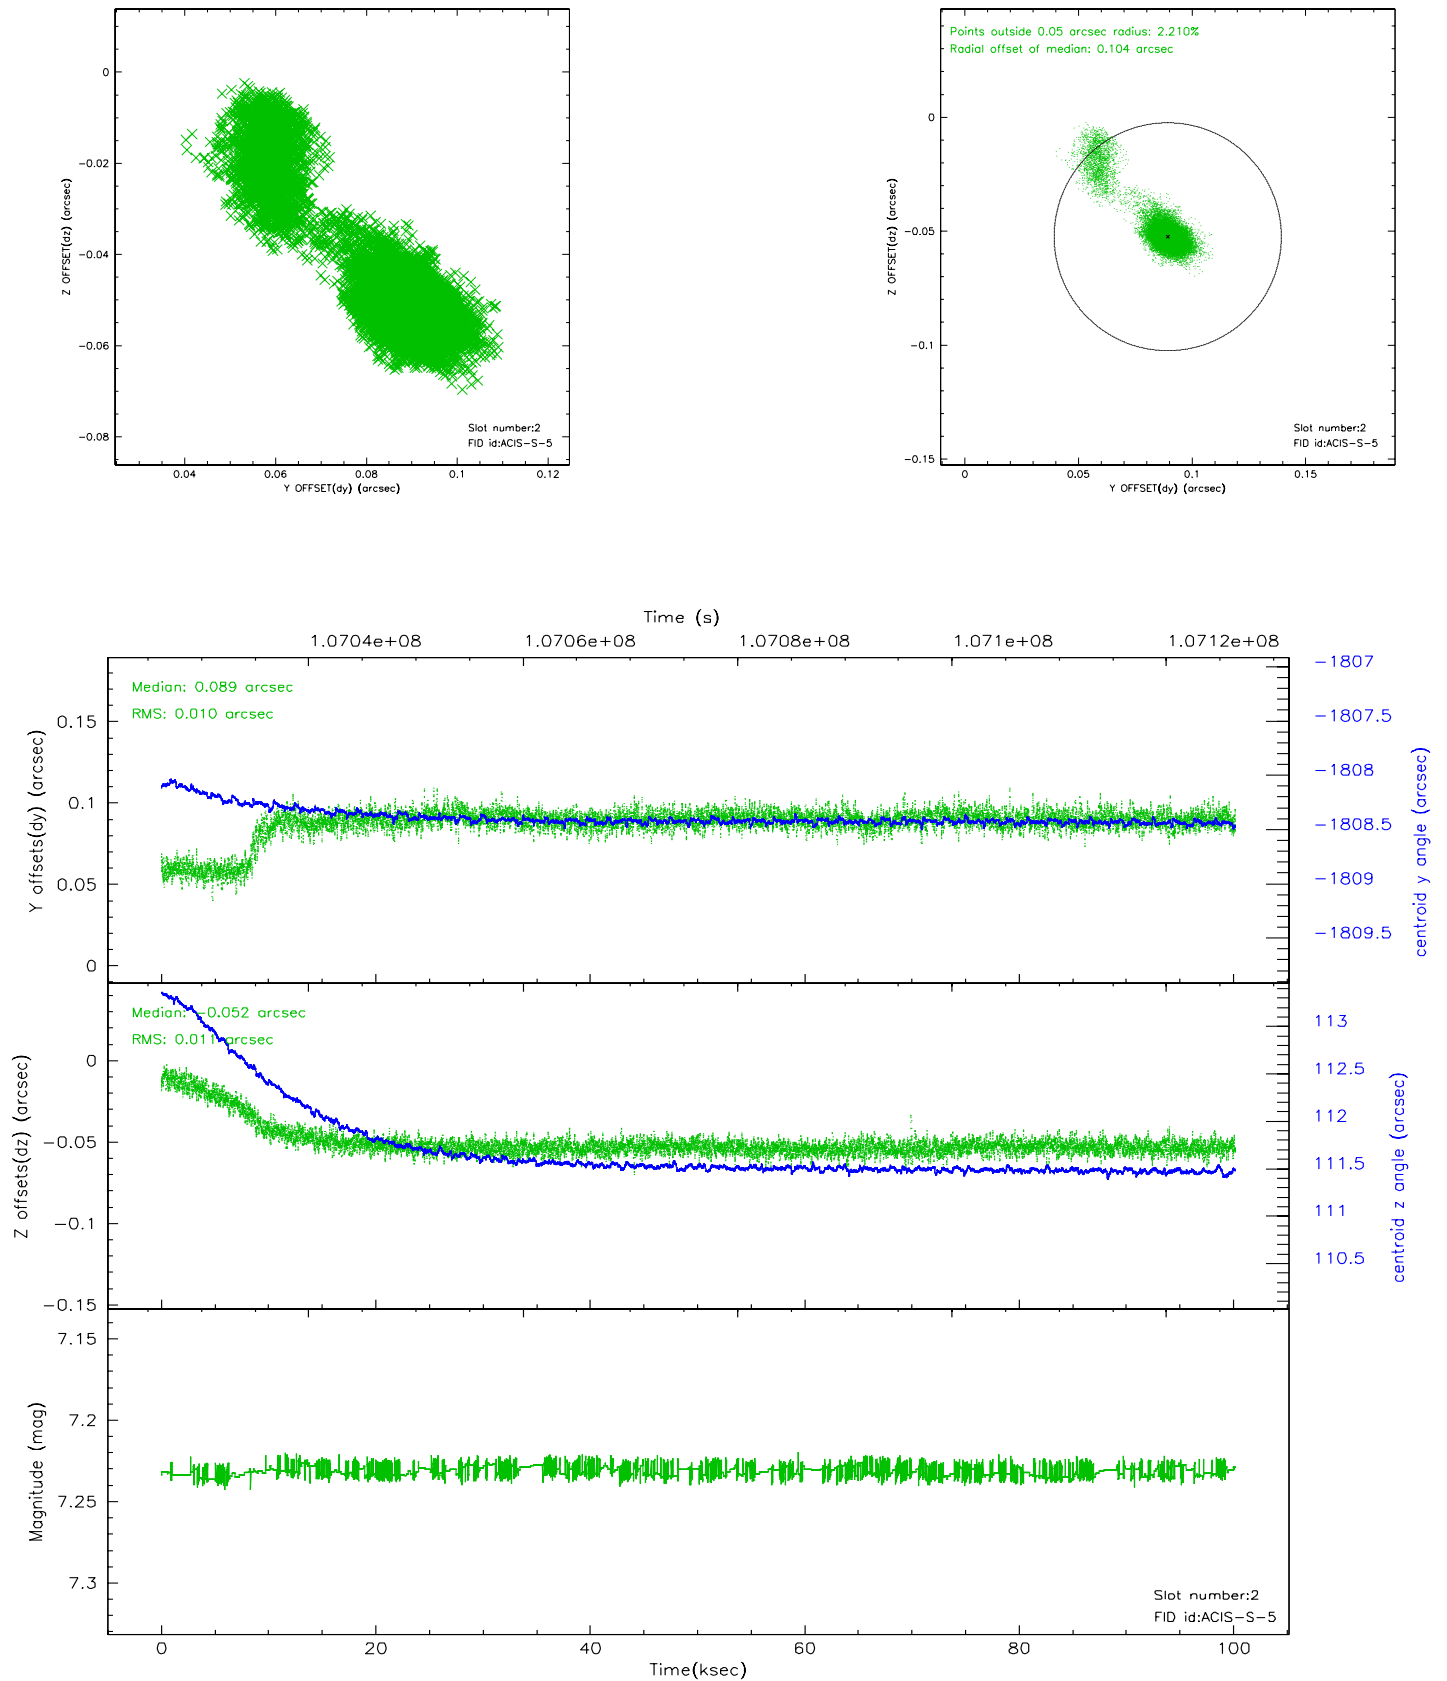 0
-0.02
-0.04
-0.06
-0.08
Z OFFSET(dz) (arcsec)
0.04 0.06 0.08 0.1 0.12
Y OFFSET(dy) (arcsec)
Slot number:2
FID id:ACIS-S-5
Points outside 0.05 arcsec radius: 2.210%
Radial offset of median: 0.104 arcsec
0
-0.05
-0.1
-0.15
Z OFFSET(dz) (arcsec)
0 0.05 0.1 0.15
Y OFFSET(dy) (arcsec)
Slot number:2
FID id:ACIS-S-5
Time (s)
1.0704e+08 1.0706e+08 1.0708e+08 1.071e+08 1.0712e+08
Median: 0.089 arcsec
RMS: 0.010 arcsec
0.15
0.1
0.05
0
Y offsets(dy) (arcsec)
-1807
-1807.5
-1808
-1808.5
-1809
-1809.5
centroid y angle (arcsec)
Median: -0.052 arcsec
RMS: 0.011 arcsec
0
-0.05
-0.1
-0.15
Z offsets(dz) (arcsec)
113
112.5
112
111.5
111
110.5
centroid z angle (arcsec)
7.15
7.2
7.25
7.3
Magnitude (mag)
Slot number:2
FID id:ACIS-S-5
0 20 40 60 80 100
Time(ksec)